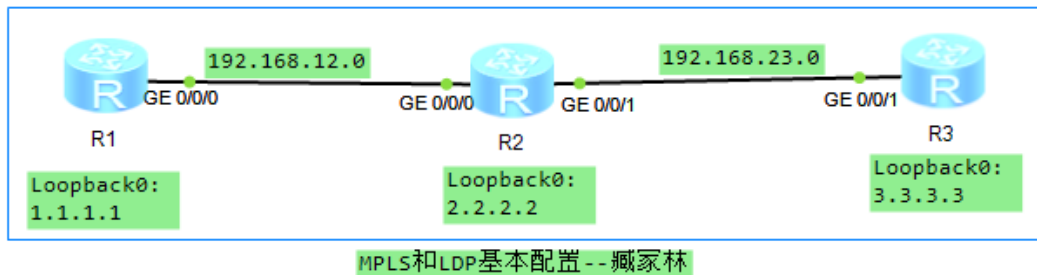 192.168.12.0
192.168.23.0
GE 0/0/0
GE 0/0/0
GE 0/0/1
GE 0/0/1
R
R
R
R1
R2
R3
Loopback0:
1.1.1.1
Loopback0:
2.2.2.2
Loopback0:
3.3.3.3
MPLS和LDP基本配置--臧家林